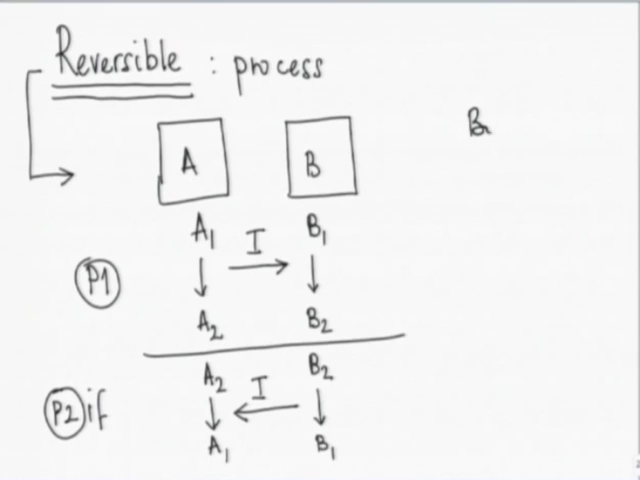 Reversible : process
A B
A1 I B1
P1
A2 B2
A2 I B2
P2 if
A1 B1